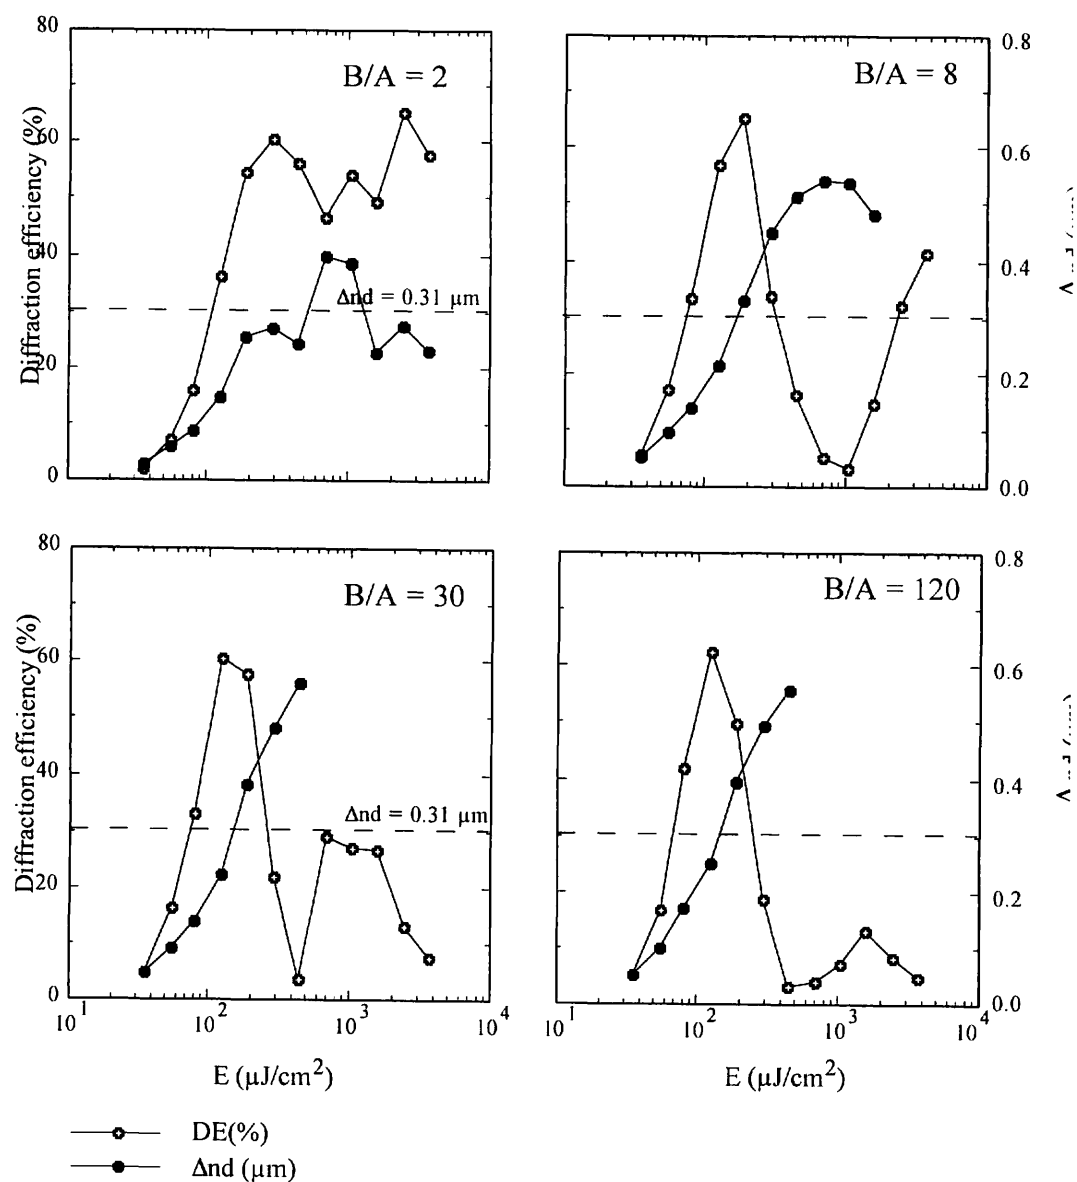 80
60
40
20
0
Diffraction efficiency (%)
B/A = 2
Δnd = 0.31 μm
B/A = 8
0.8
0.6
0.4
0.2
0.0
80
60
40
20
0
Diffraction efficiency (%)
B/A = 30
Δnd = 0.31 μm
10¹ 10² 10³ 10⁴
E (μJ/cm²)
B/A = 120
0.8
0.6
0.4
0.2
0.0
10¹ 10² 10³ 10⁴
E (μJ/cm²)
DE(%)
Δnd (μm)